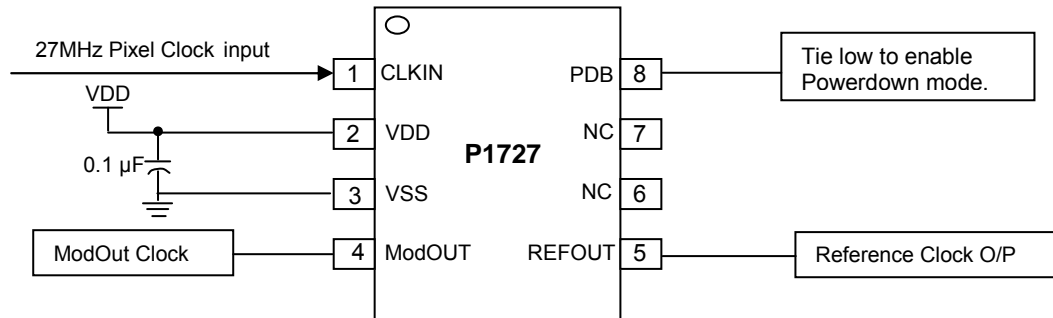 27MHz Pixel Clock input
1 CLKIN
VDD
2 VDD
0.1 µF
3 VSS
ModOut Clock
4 ModOUT
P1727
PDB 8
Tie low to enable
Powerdown mode.
NC 7
NC 6
REFOUT 5
Reference Clock O/P